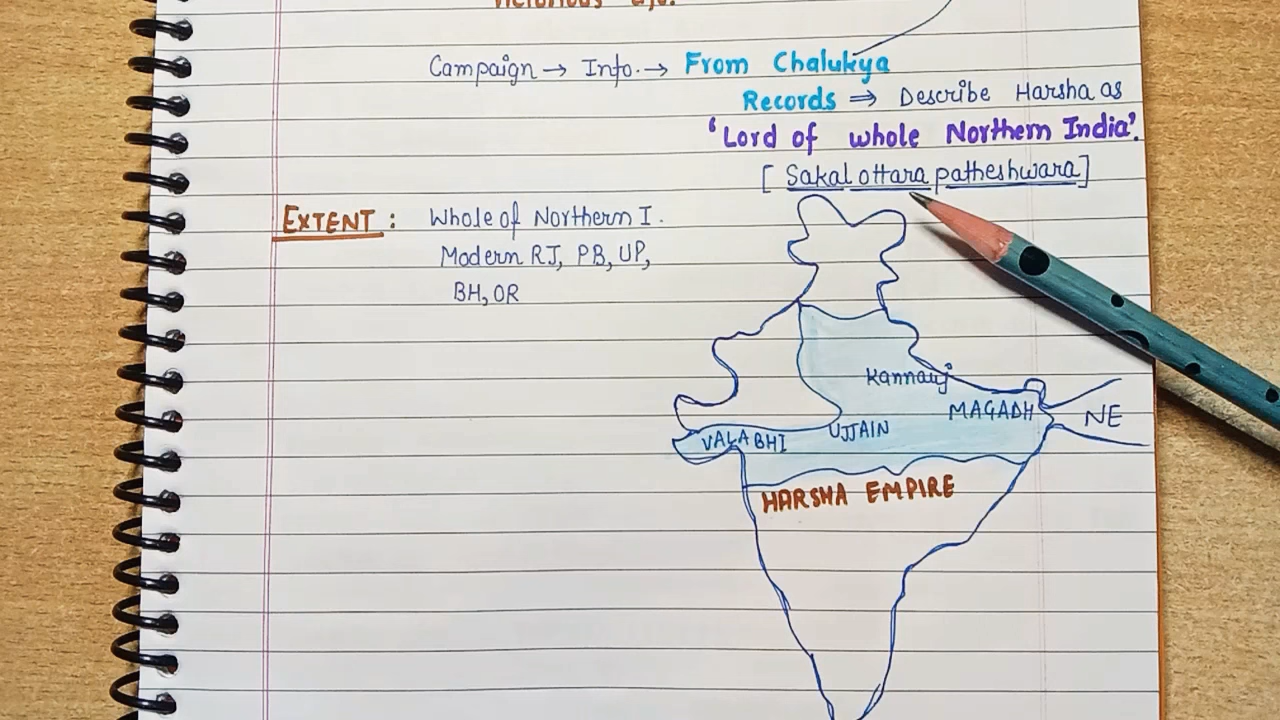 Campaign → Info. → From Chalukya
Records ⇒ Describe Harsha as
'Lord of whole Northern India'.
[Sakalottara patheshwara]
EXTENT : Whole of Northern I.
Modern RJ, PB, UP,
BH, OR
Kannauj
MAGADH
NE
VALABHI
UJJAIN
HARSHA EMPIRE